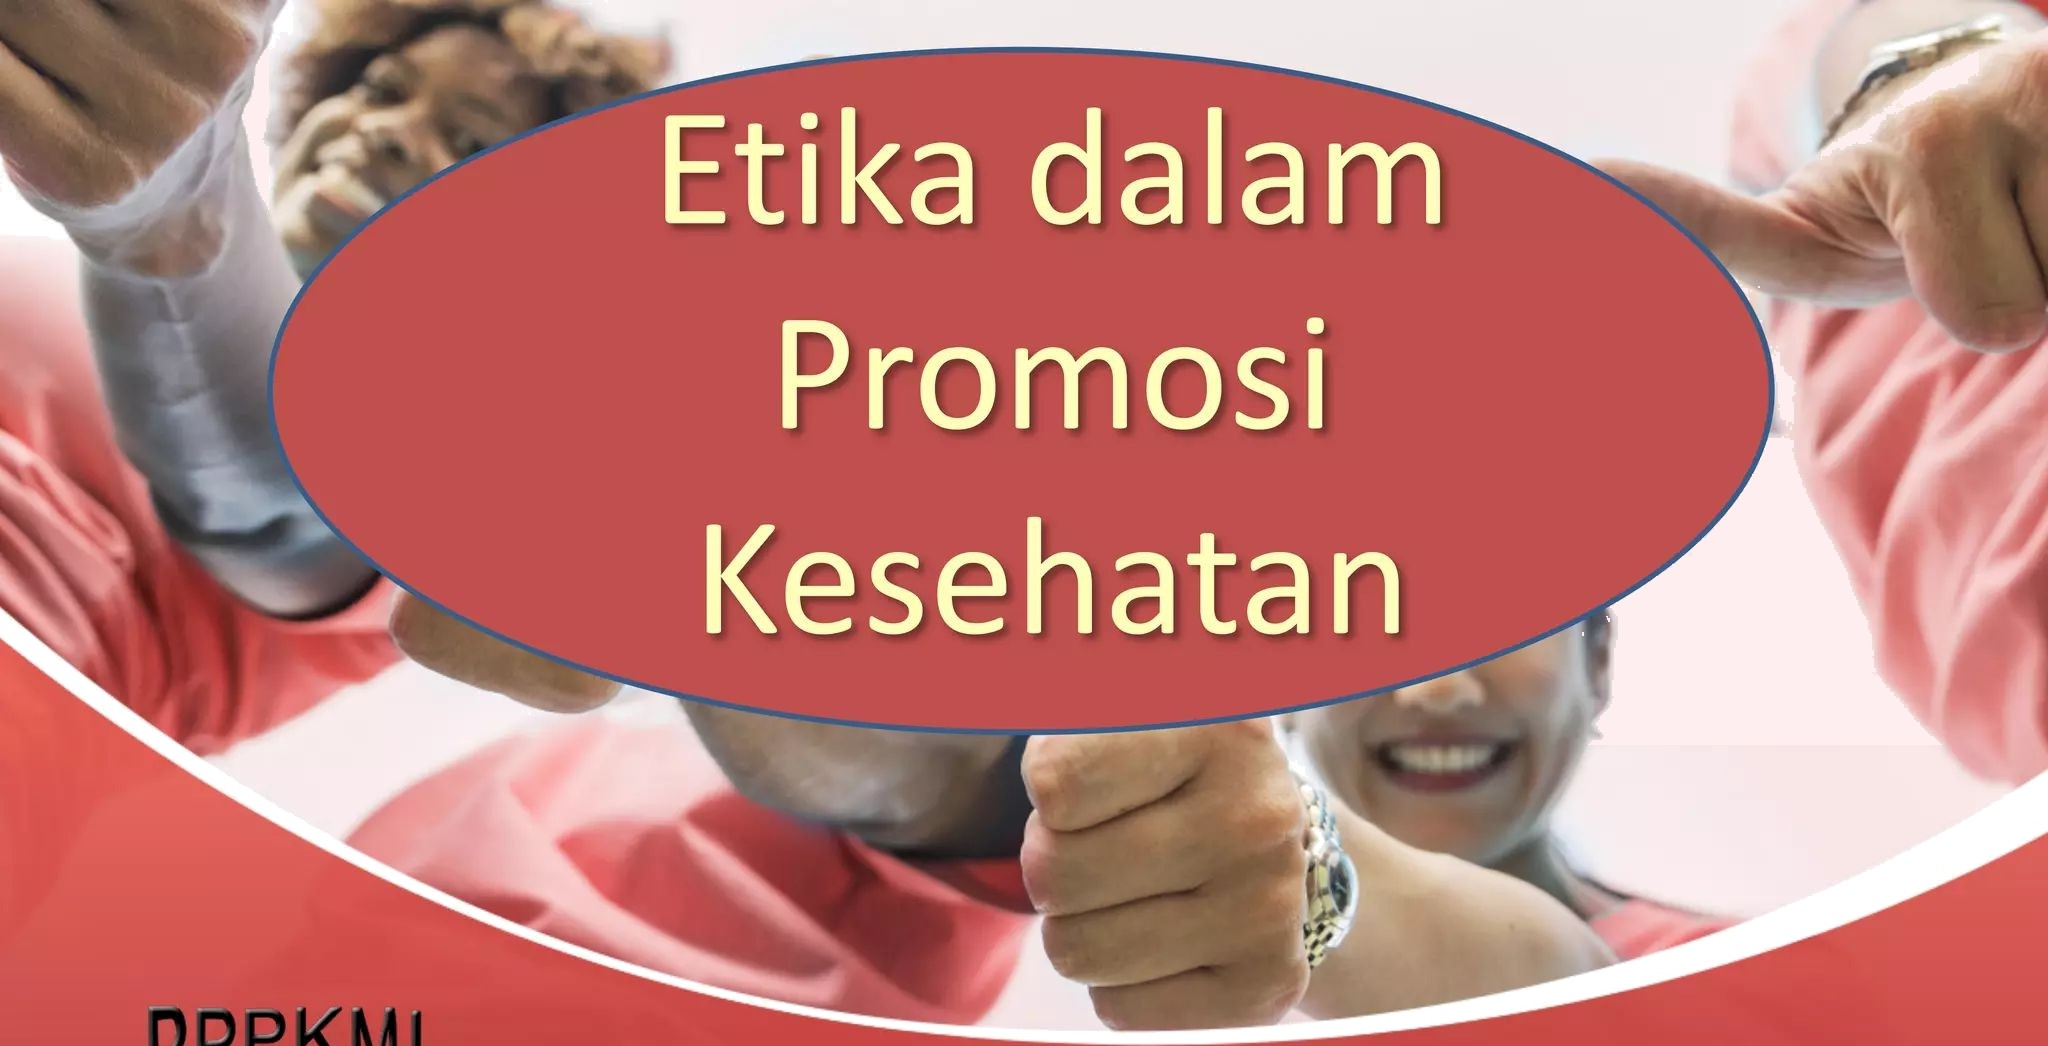 Etika dalam
Promosi
Kesehatan